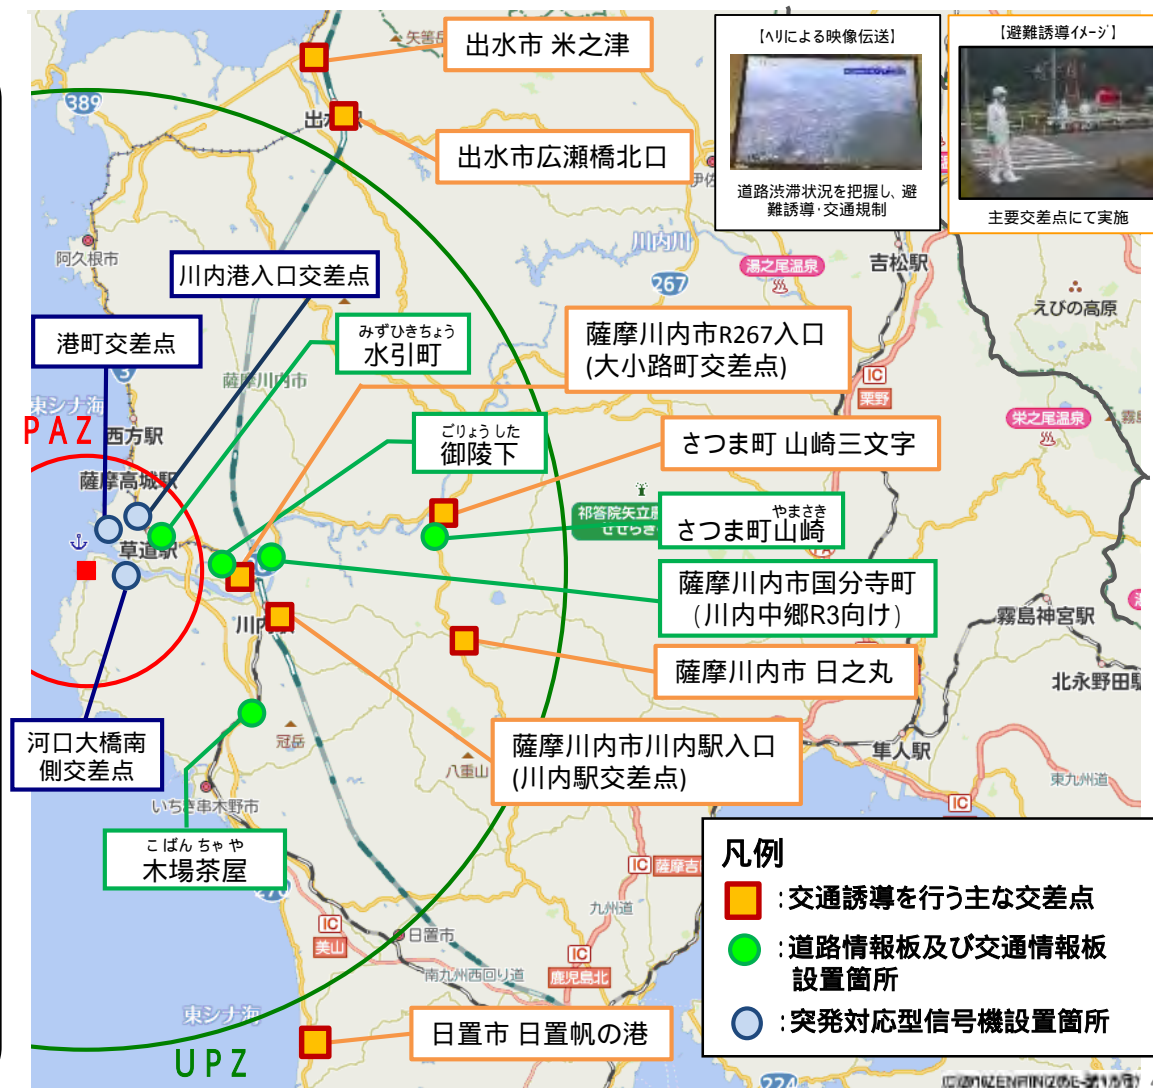 出水市 米之津
出水市広瀬橋北口
【ヘリによる映像伝送】
道路渋滞状況を把握し、避
難誘導・交通規制
【避難誘導イメージ】
主要交差点にて実施
389
阿久根市
川内川
267
湯之尾温泉
吉松駅
えびの高原
川内港入口交差点
港町交差点
みずひきちょう
水引町
薩摩川内市
薩摩川内市R267入口
(大小路町交差点)
IC
栗野
栄之尾温泉
東シナ海
PAZ
西方駅
ごりょうした
御陵下
さつま町 山崎三文字
薩摩高城駅
やまさき
さつま町山崎
草道駅
薩摩川内市国分寺町
(川内中郷R3向け)
霧島神宮駅
薩摩川内市 日之丸
河口大橋南
側交差点
冠岳
八重山
薩摩川内市川内駅入口
(川内駅交差点)
隼人駅
東九州道
IC
いちき串木野市
こばんちゃや
木場茶屋
IC
九州道
IC
美山
日置市
南九州西回り道
IC
鹿児島北
東シナ海
UPZ
日置市 日置帆の港
224
凡例
:交通誘導を行う主な交差点
:道路情報板及び交通情報板
設置箇所
:突発対応型信号機設置箇所